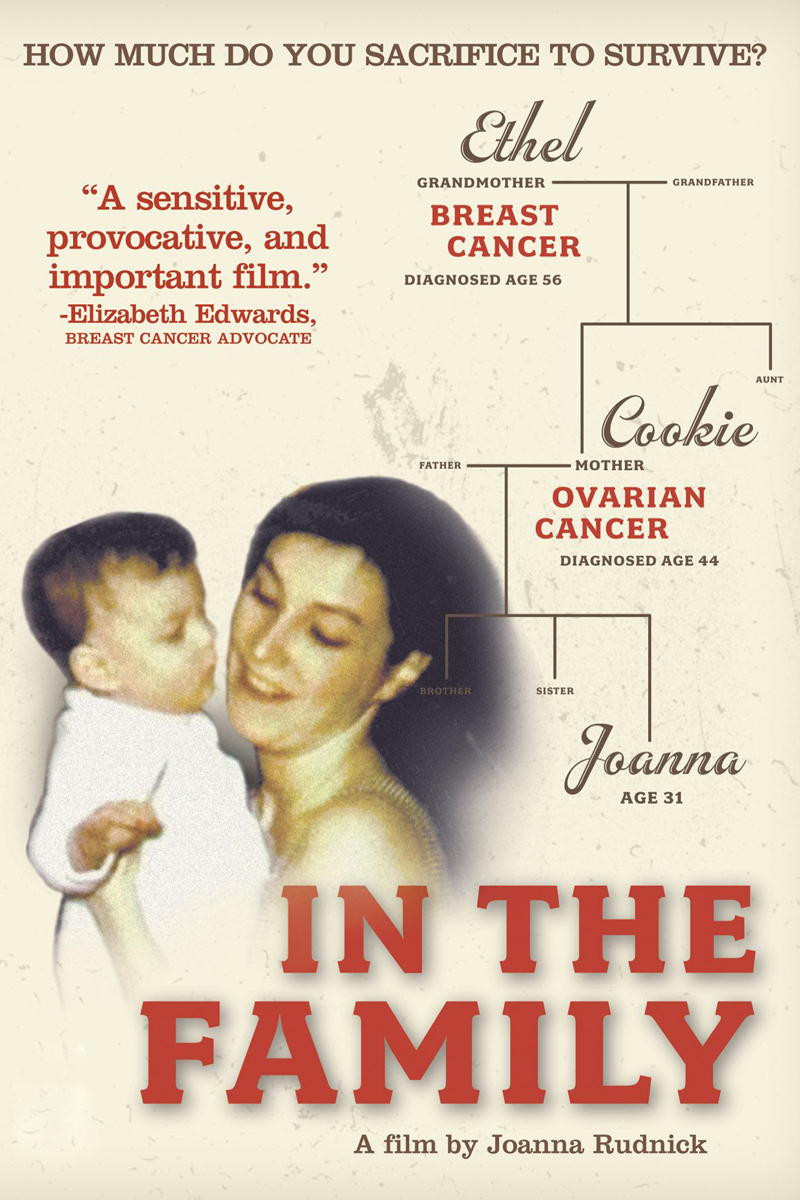 HOW MUCH DO YOU SACRIFICE TO SURVIVE?
Ethel
GRANDMOTHER
GRANDFATHER
BREAST
CANCER
DIAGNOSED AGE 56
“A sensitive,
provocative, and
important film.”
-Elizabeth Edwards,
BREAST CANCER ADVOCATE
AUNT
Cookie
FATHER
MOTHER
OVARIAN
CANCER
DIAGNOSED AGE 44
BROTHER
SISTER
Joanna
AGE 31
IN THE
FAMILY
A film by Joanna Rudnick